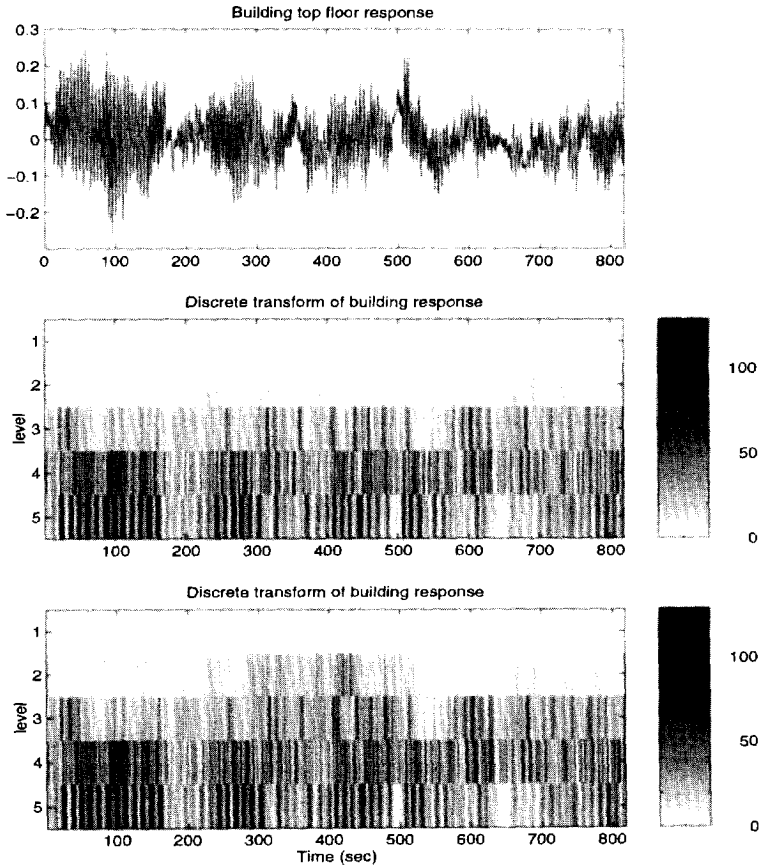 Building top floor response
0.3
0.2
0.1
0
−0.1
−0.2
0 100 200 300 400 500 600 700 800
Discrete transform of building response
level
1
2
3
4
5
100 200 300 400 500 600 700 800
100
50
0
Discrete transform of building response
level
1
2
3
4
5
100 200 300 400 500 600 700 800
Time (sec)
100
50
0